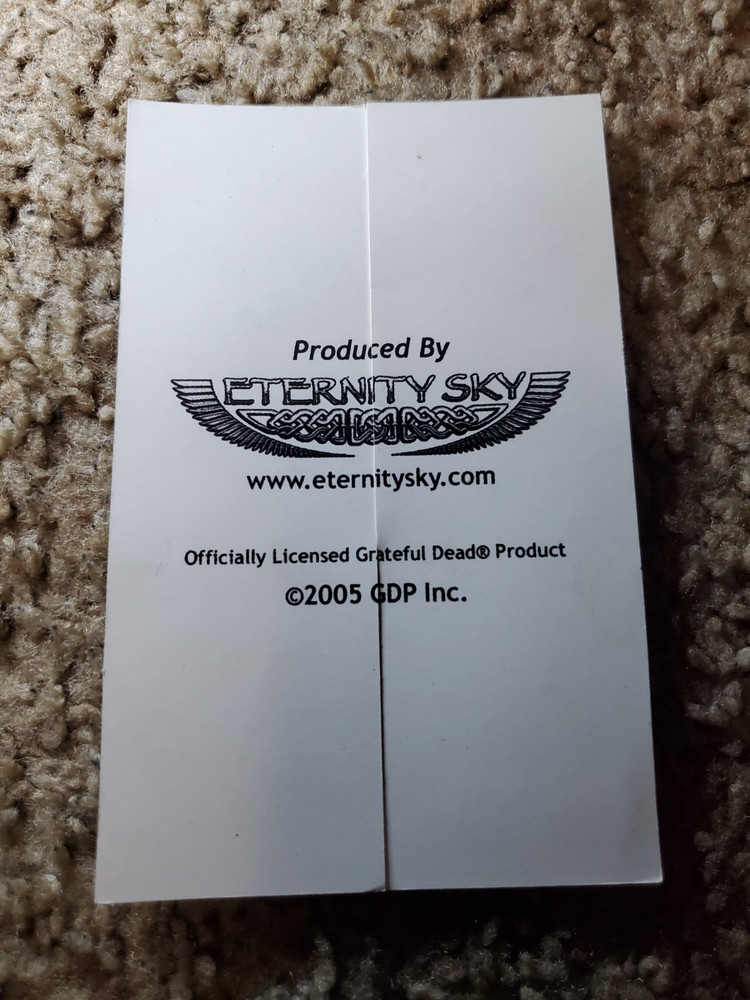 Produced By
ETERNITY SKY
www.eternitysky.com
Officially Licensed Grateful Dead® Product
©2005 GDP Inc.